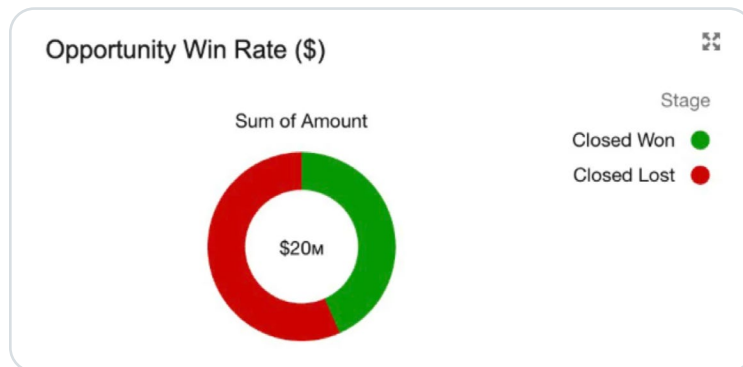 Opportunity Win Rate ($)
Stage
Sum of Amount
Closed Won
Closed Lost
$20M